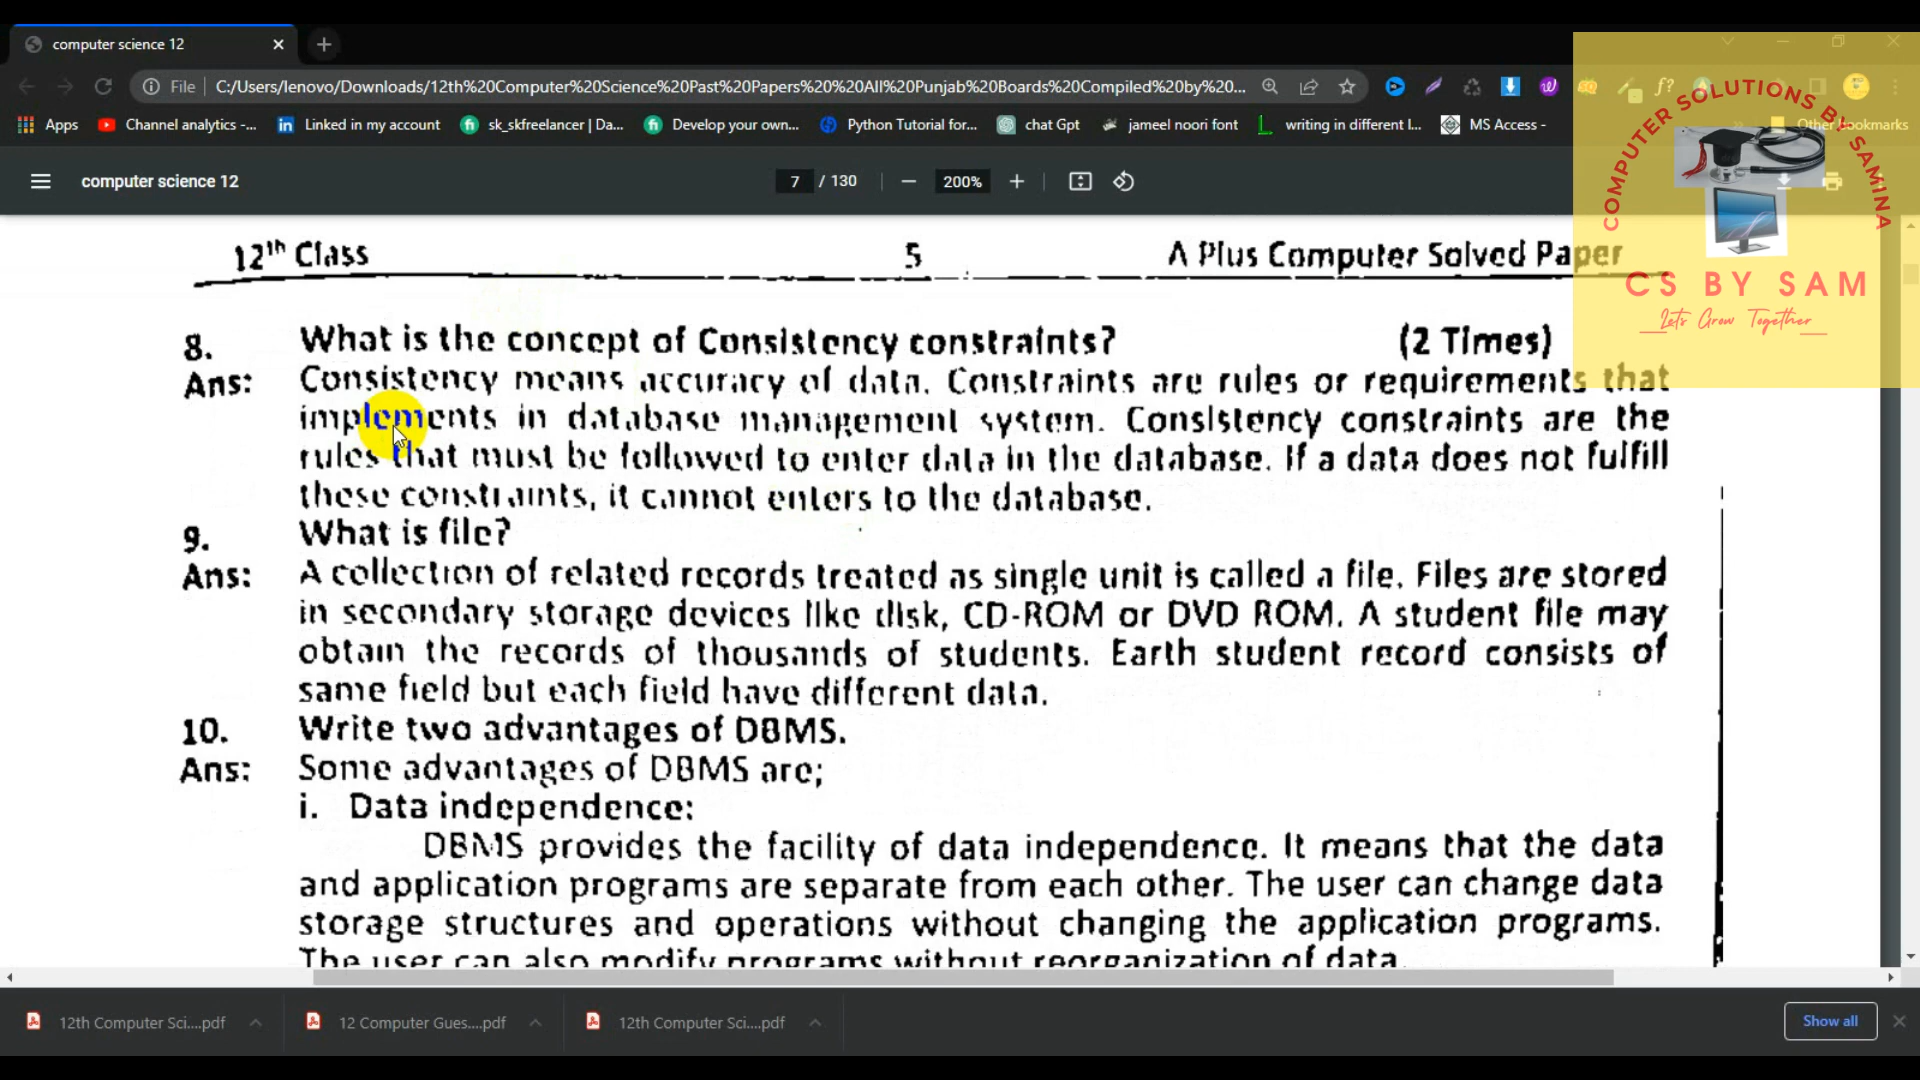 computer science 12
File
C:/Users/lenovo/Downloads/12th%20Computer%20Science%20Past%20Papers%20%20All%20Punjab%20Boards%20Compiled%20by%20...
Apps
Channel analytics -...
Linked in my account
sk_skfreelancer | Da...
Develop your own...
Python Tutorial for...
chat Gpt
jameel noori font
writing in different l...
MS Access -
Other bookmarks
computer science 12
7 / 130
200%
COMPUTER SOLUTIONS BY SAMINA
CS BY SAM
Let's Grow Together
12th Class 5 A Plus Computer Solved Paper
8. What is the concept of Consistency constraints? (2 Times)
Ans: Consistency means accuracy of data. Constraints are rules or requirements that
implements in database management system. Consistency constraints are the
rules that must be followed to enter data in the database. If a data does not fulfill
these constraints, it cannot enters to the database.
9. What is file?
Ans: A collection of related records treated as single unit is called a file. Files are stored
in secondary storage devices like disk, CD-ROM or DVD ROM. A student file may
obtain the records of thousands of students. Earth student record consists of
same field but each field have different data.
10. Write two advantages of DBMS.
Ans: Some advantages of DBMS are;
i. Data independence:
DBMS provides the facility of data independence. It means that the data
and application programs are separate from each other. The user can change data
storage structures and operations without changing the application programs.
The user can also modify programs without reorganization of data.
12th Computer Sci....pdf
12 Computer Gues....pdf
12th Computer Sci....pdf
Show all